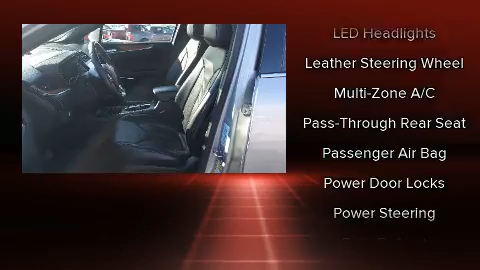 LED Headlights
Leather Steering Wheel
Multi-Zone A/C
Pass-Through Rear Seat
Passenger Air Bag
Power Door Locks
Power Steering